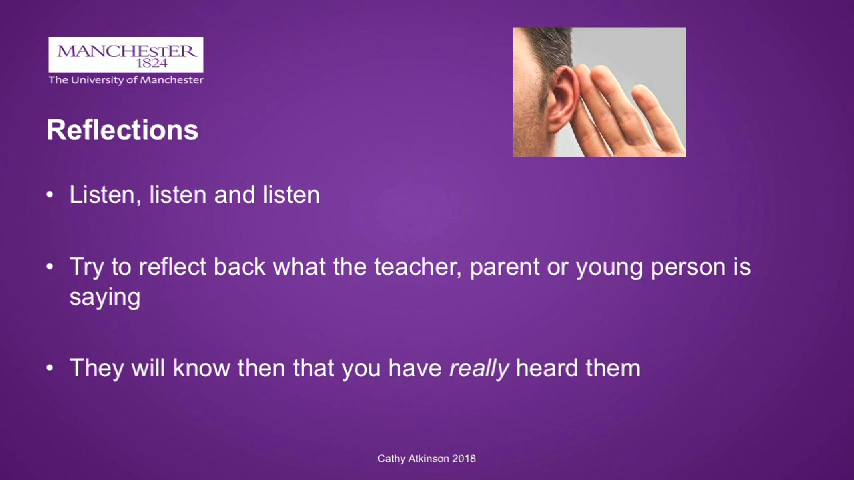 MANCHESTER
1824
The University of Manchester
Reflections
• Listen, listen and listen
• Try to reflect back what the teacher, parent or young person is
saying
• They will know then that you have really heard them
Cathy Atkinson 2018